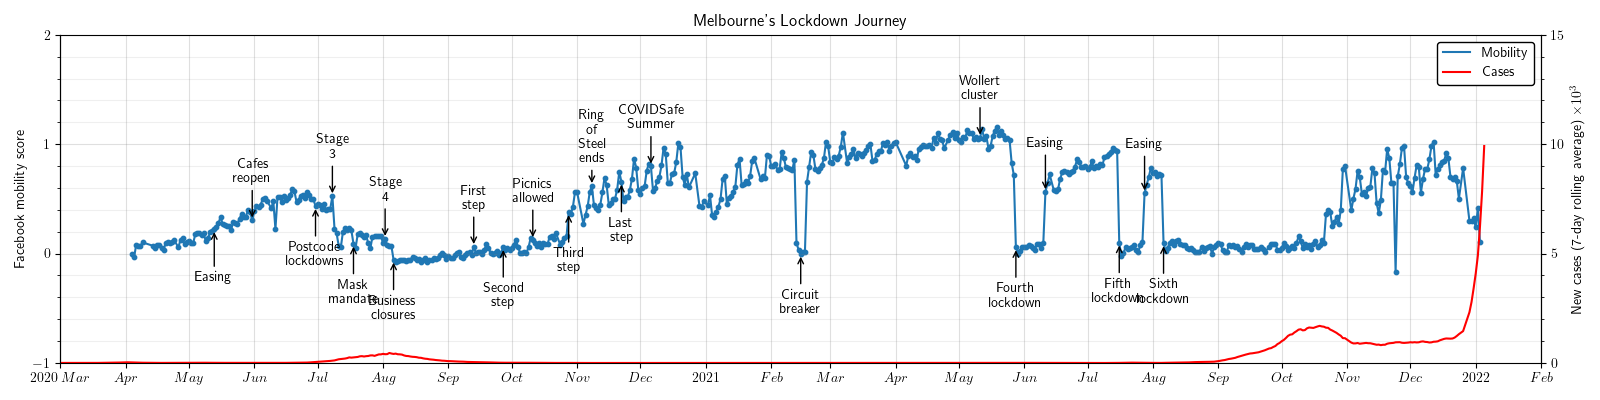 Melbourne's Lockdown Journey
Facebook mobility score
2
1
0
−1
New cases (7-day rolling average) ×10³
15
10
5
0
Mobility
Cases
Easing
Cafes
reopen
Postcode
lockdowns
Stage
3
Mask
mandate
Stage
4
Business
closures
First
step
Second
step
Picnics
allowed
Third
step
Ring
of
Steel
ends
Last
step
COVIDSafe
Summer
Circuit
breaker
Wollert
cluster
Fourth
lockdown
Easing
Fifth
lockdown
Easing
Sixth
lockdown
2020 Mar
Apr
May
Jun
Jul
Aug
Sep
Oct
Nov
Dec
2021
Feb
Mar
Apr
May
Jun
Jul
Aug
Sep
Oct
Nov
Dec
2022
Feb